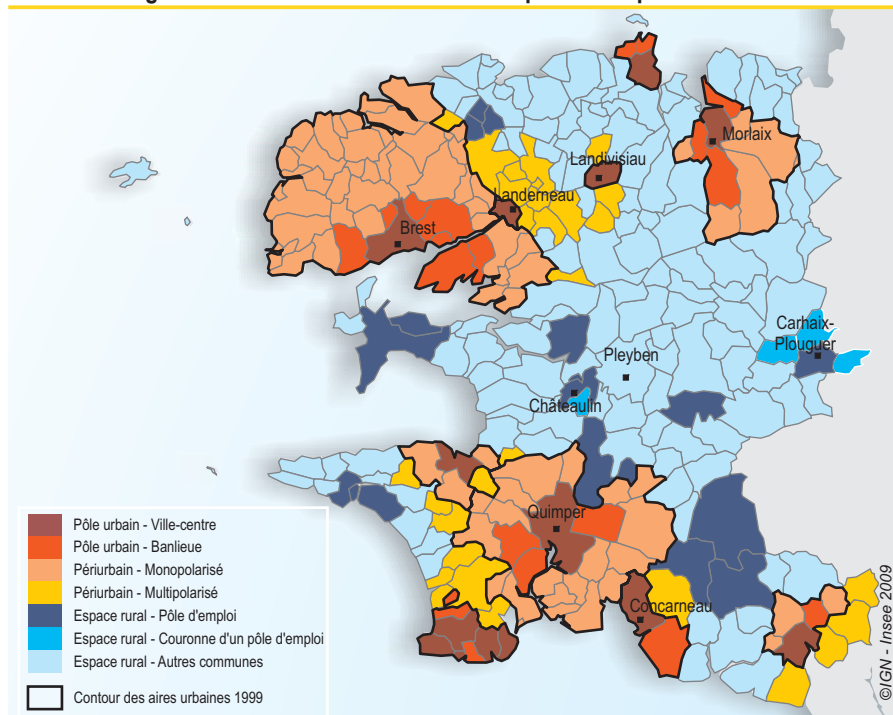 Morlaix
Landivisiau
Landerneau
Brest
Carhaix-
Plouguer
Pleyben
Châteaulin
Quimper
Concarneau
Pôle urbain - Ville-centre
Pôle urbain - Banlieue
Périurbain - Monopolarisé
Périurbain - Multipolarisé
Espace rural - Pôle d'emploi
Espace rural - Couronne d'un pôle d'emploi
Espace rural - Autres communes
Contour des aires urbaines 1999
©IGN - Insee 2009